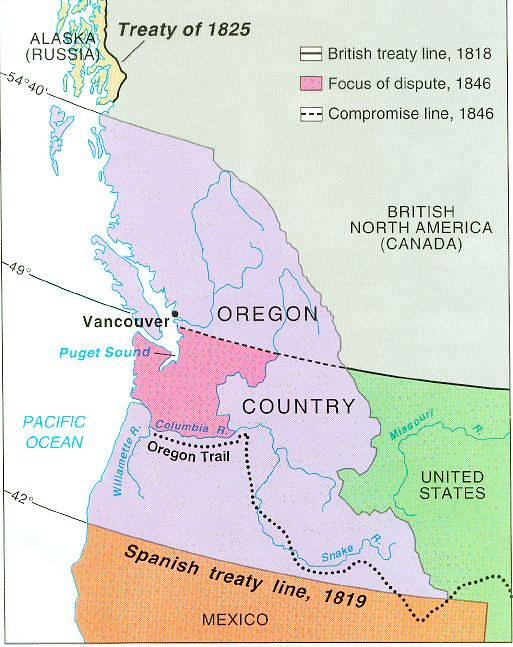 Treaty of 1825
ALASKA
(RUSSIA)
British treaty line, 1818
Focus of dispute, 1846
Compromise line, 1846
54°40'
BRITISH
NORTH AMERICA
(CANADA)
49°
OREGON
Vancouver
Puget Sound
COUNTRY
PACIFIC
OCEAN
Missouri R.
Columbia R.
Oregon Trail
Willamette R.
UNITED
STATES
42°
Snake R.
Spanish treaty line, 1819
MEXICO